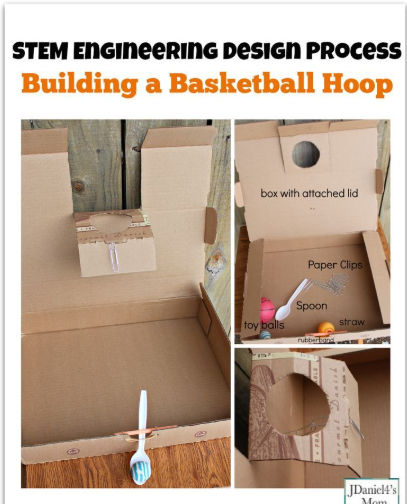 STEM Engineering Design Process
Building a Basketball Hoop
box with attached lid
Paper Clips
Spoon
toy balls
straw
rubberband
JDaniel4's
Mom